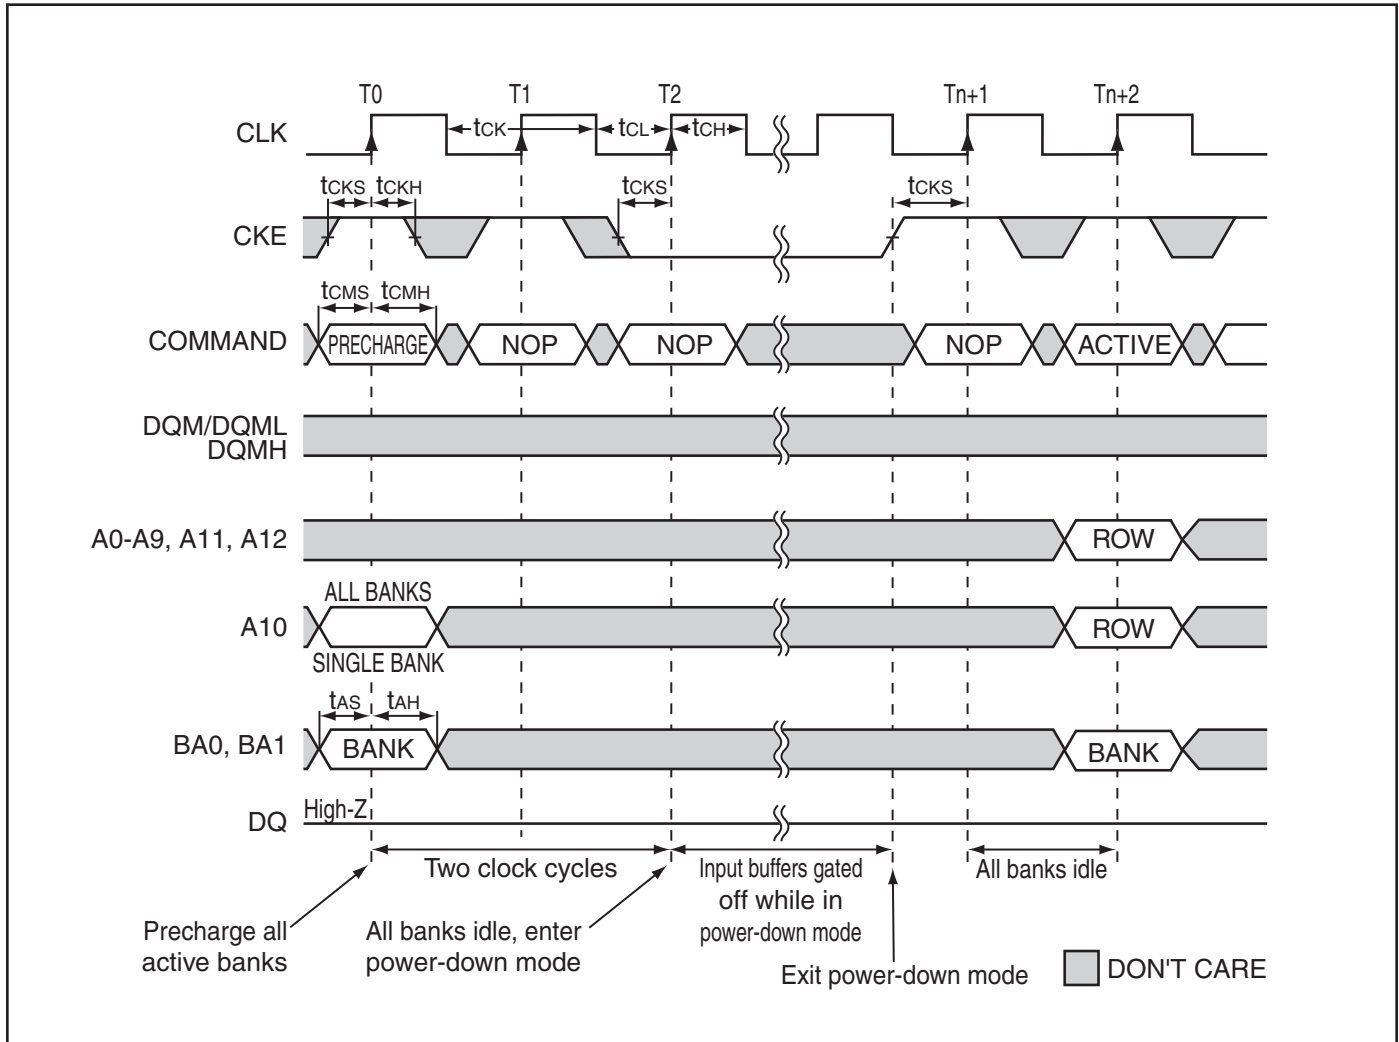 T0 T1 T2 Tn+1 Tn+2
CLK tCK tCL tCH
tCKS tCKH tCKS tCKS
CKE
tCMS tCMH
COMMAND PRECHARGE NOP NOP NOP ACTIVE
DQM/DQML
DQMH
A0-A9, A11, A12 ROW
ALL BANKS
A10 ROW
SINGLE BANK
tAS tAH
BA0, BA1 BANK BANK
High-Z
DQ
Two clock cycles
Input buffers gated
off while in
power-down mode
All banks idle
Precharge all
active banks
All banks idle, enter
power-down mode
Exit power-down mode
DON'T CARE